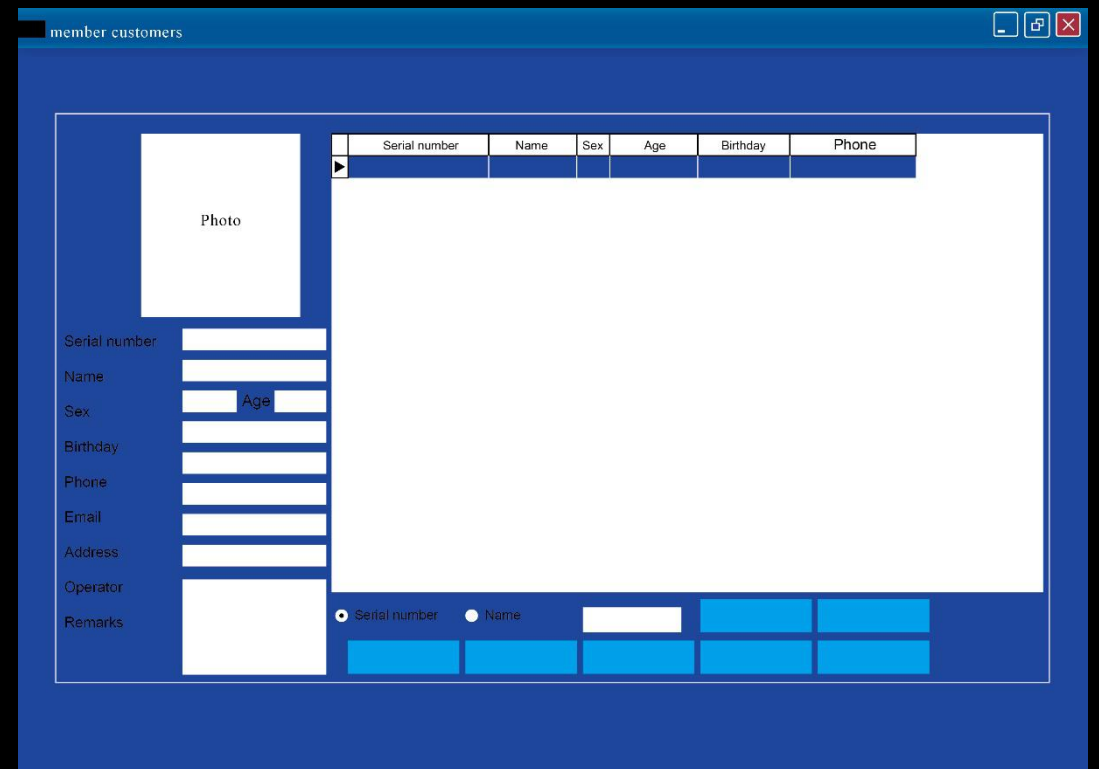 member customers
Serial number Name Sex Age Birthday Phone
Photo
Serial number
Name
Sex Age
Birthday
Phone
Email
Address
Operator
Remarks
Serial number Name